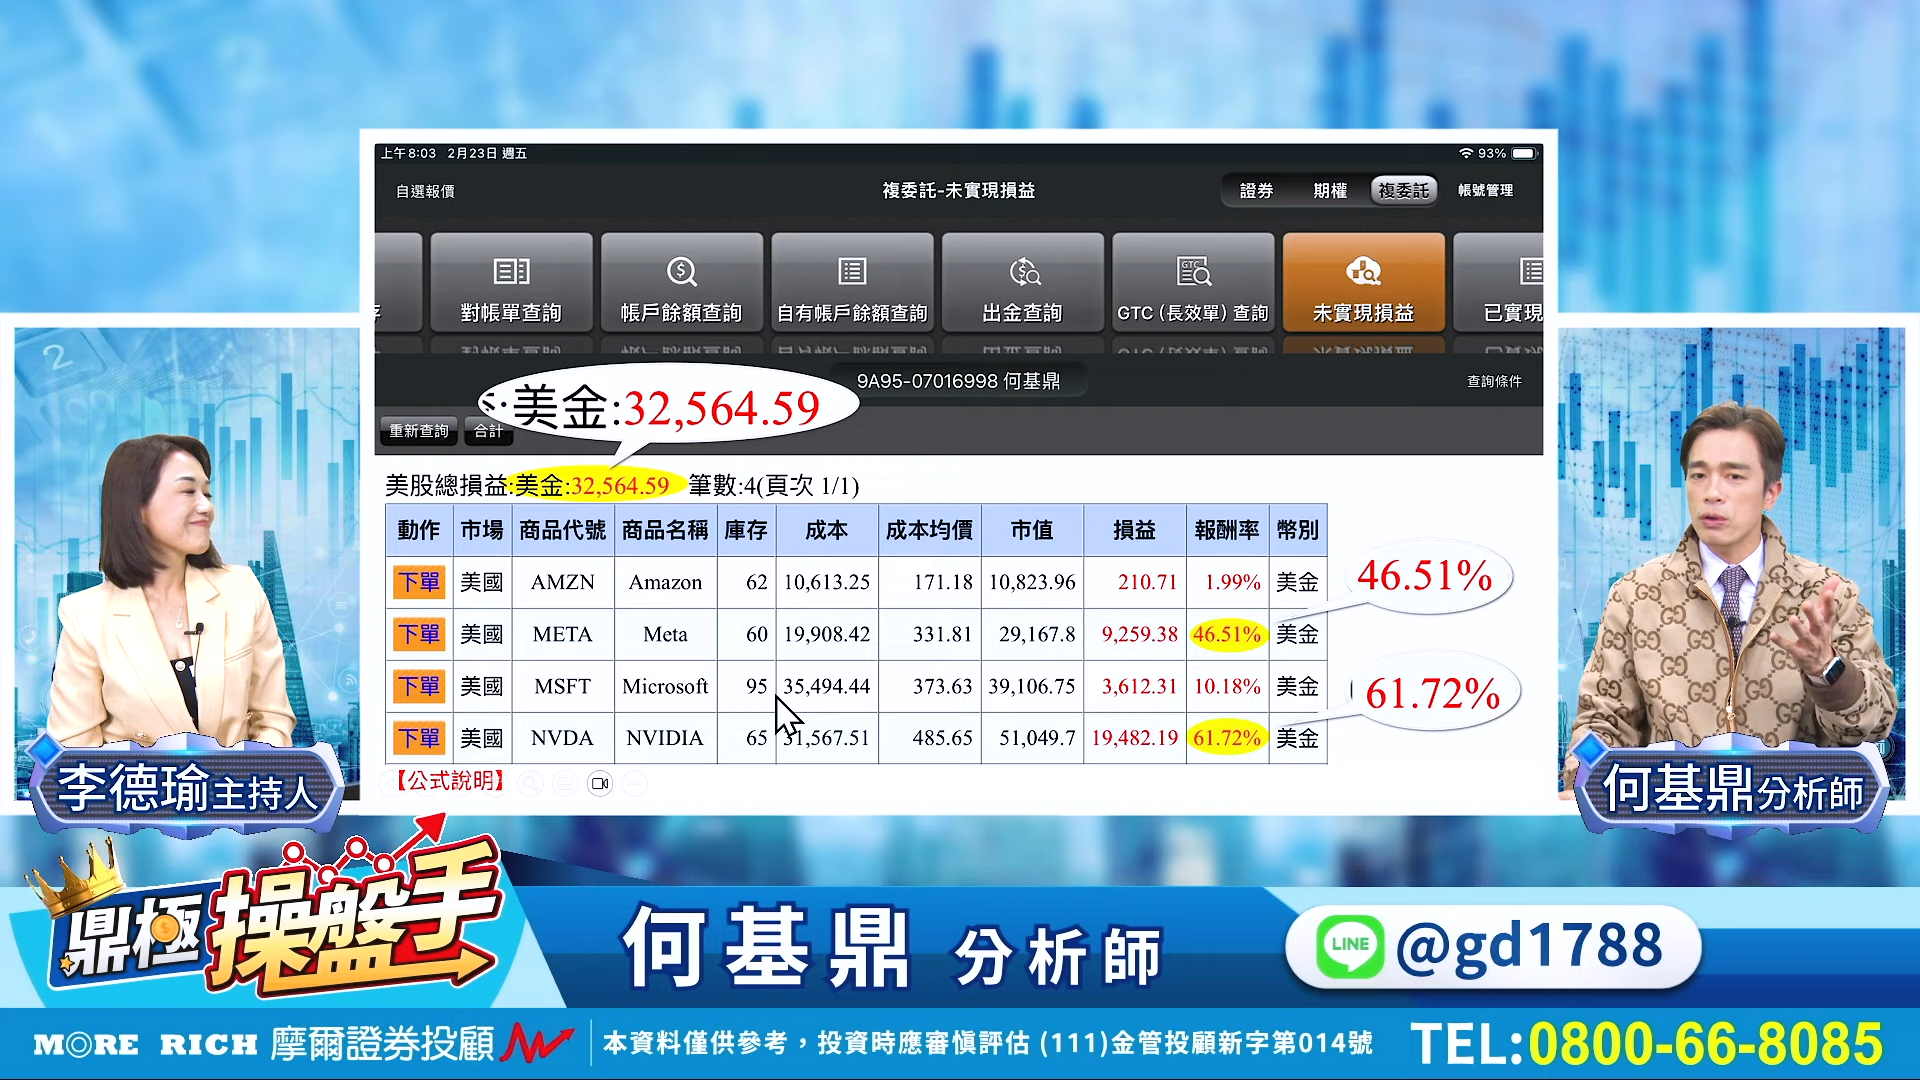 上午8:03 2月23日 週五
93%
自選報價
複委託-未實現損益
證券 期權 複委託 帳號管理
對帳單查詢 帳戶餘額查詢 自有帳戶餘額查詢 出金查詢 GTC (長效單) 查詢 未實現損益 已實現
9A95-07016998 何基鼎
查詢條件
美金:32,564.59
重新查詢 合計
美股總損益:美金:32,564.59 筆數:4(頁次 1/1)
動作 市場 商品代號 商品名稱 庫存 成本 成本均價 市值 損益 報酬率 幣別
下單 美國 AMZN Amazon 62 10,613.25 171.18 10,823.96 210.71 1.99% 美金
46.51%
下單 美國 META Meta 60 19,908.42 331.81 29,167.8 9,259.38 46.51% 美金
下單 美國 MSFT Microsoft 95 35,494.44 373.63 39,106.75 3,612.31 10.18% 美金
61.72%
下單 美國 NVDA NVIDIA 65 31,567.51 485.65 51,049.7 19,482.19 61.72% 美金
【公式說明】
李德瑜主持人
何基鼎分析師
鼎極操盤手
何基鼎 分析師
LINE @gd1788
MORE RICH 摩爾證券投顧
本資料僅供參考，投資時應審慎評估 (111)金管投顧新字第014號
TEL:0800-66-8085